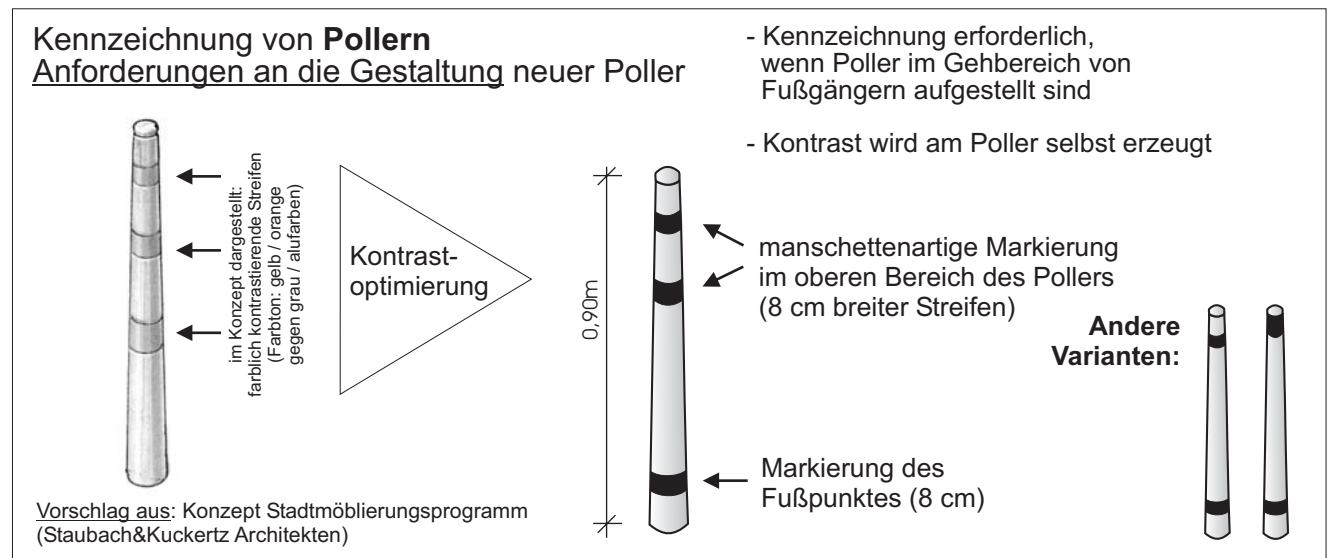 Kennzeichnung von Pollern
Anforderungen an die Gestaltung neuer Poller
- Kennzeichnung erforderlich,
wenn Poller im Gehbereich von
Fußgängern aufgestellt sind
- Kontrast wird am Poller selbst erzeugt
im Konzept dargestellt:
farblich kontrastierende Streifen
(Farbton: gelb / orange
gegen grau / alufarben)
Kontrast-
optimierung
0,90m
manschettenartige Markierung
im oberen Bereich des Pollers
(8 cm breiter Streifen)
Andere
Varianten:
Markierung des
Fußpunktes (8 cm)
Vorschlag aus: Konzept Stadtmöblierungsprogramm
(Staubach&Kuckertz Architekten)